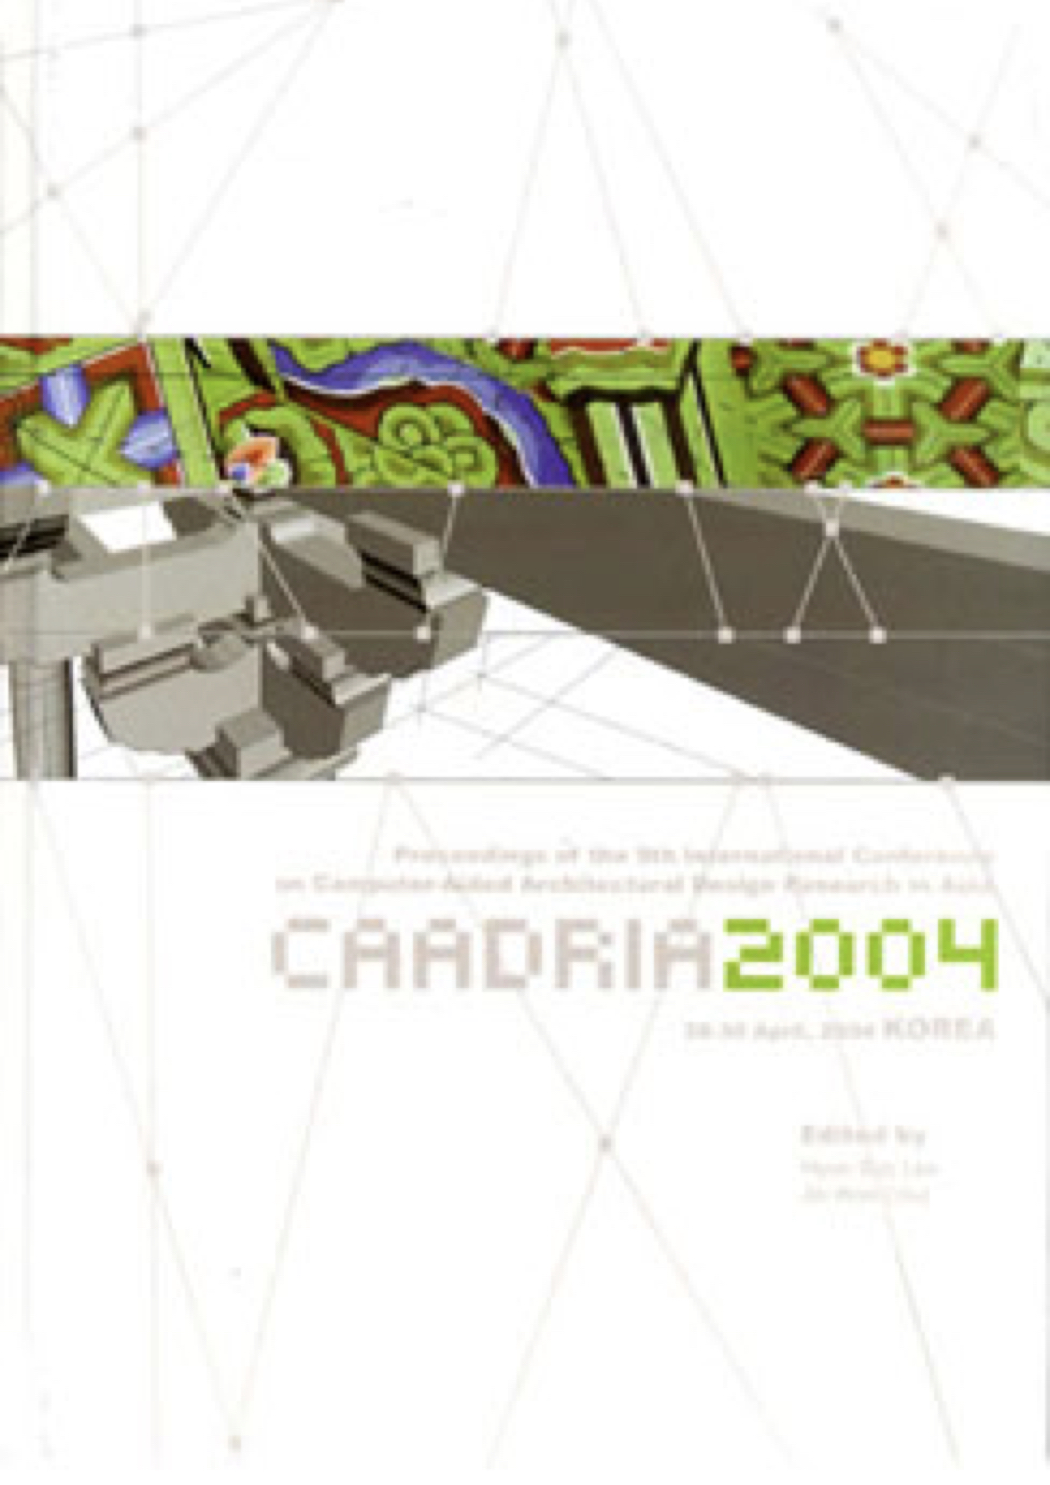 Proceedings of the 9th International Conference
on Computer-Aided Architectural Design Research in Asia
CAADRIA2004
28-30 April, 2004 KOREA
Edited by
Lee